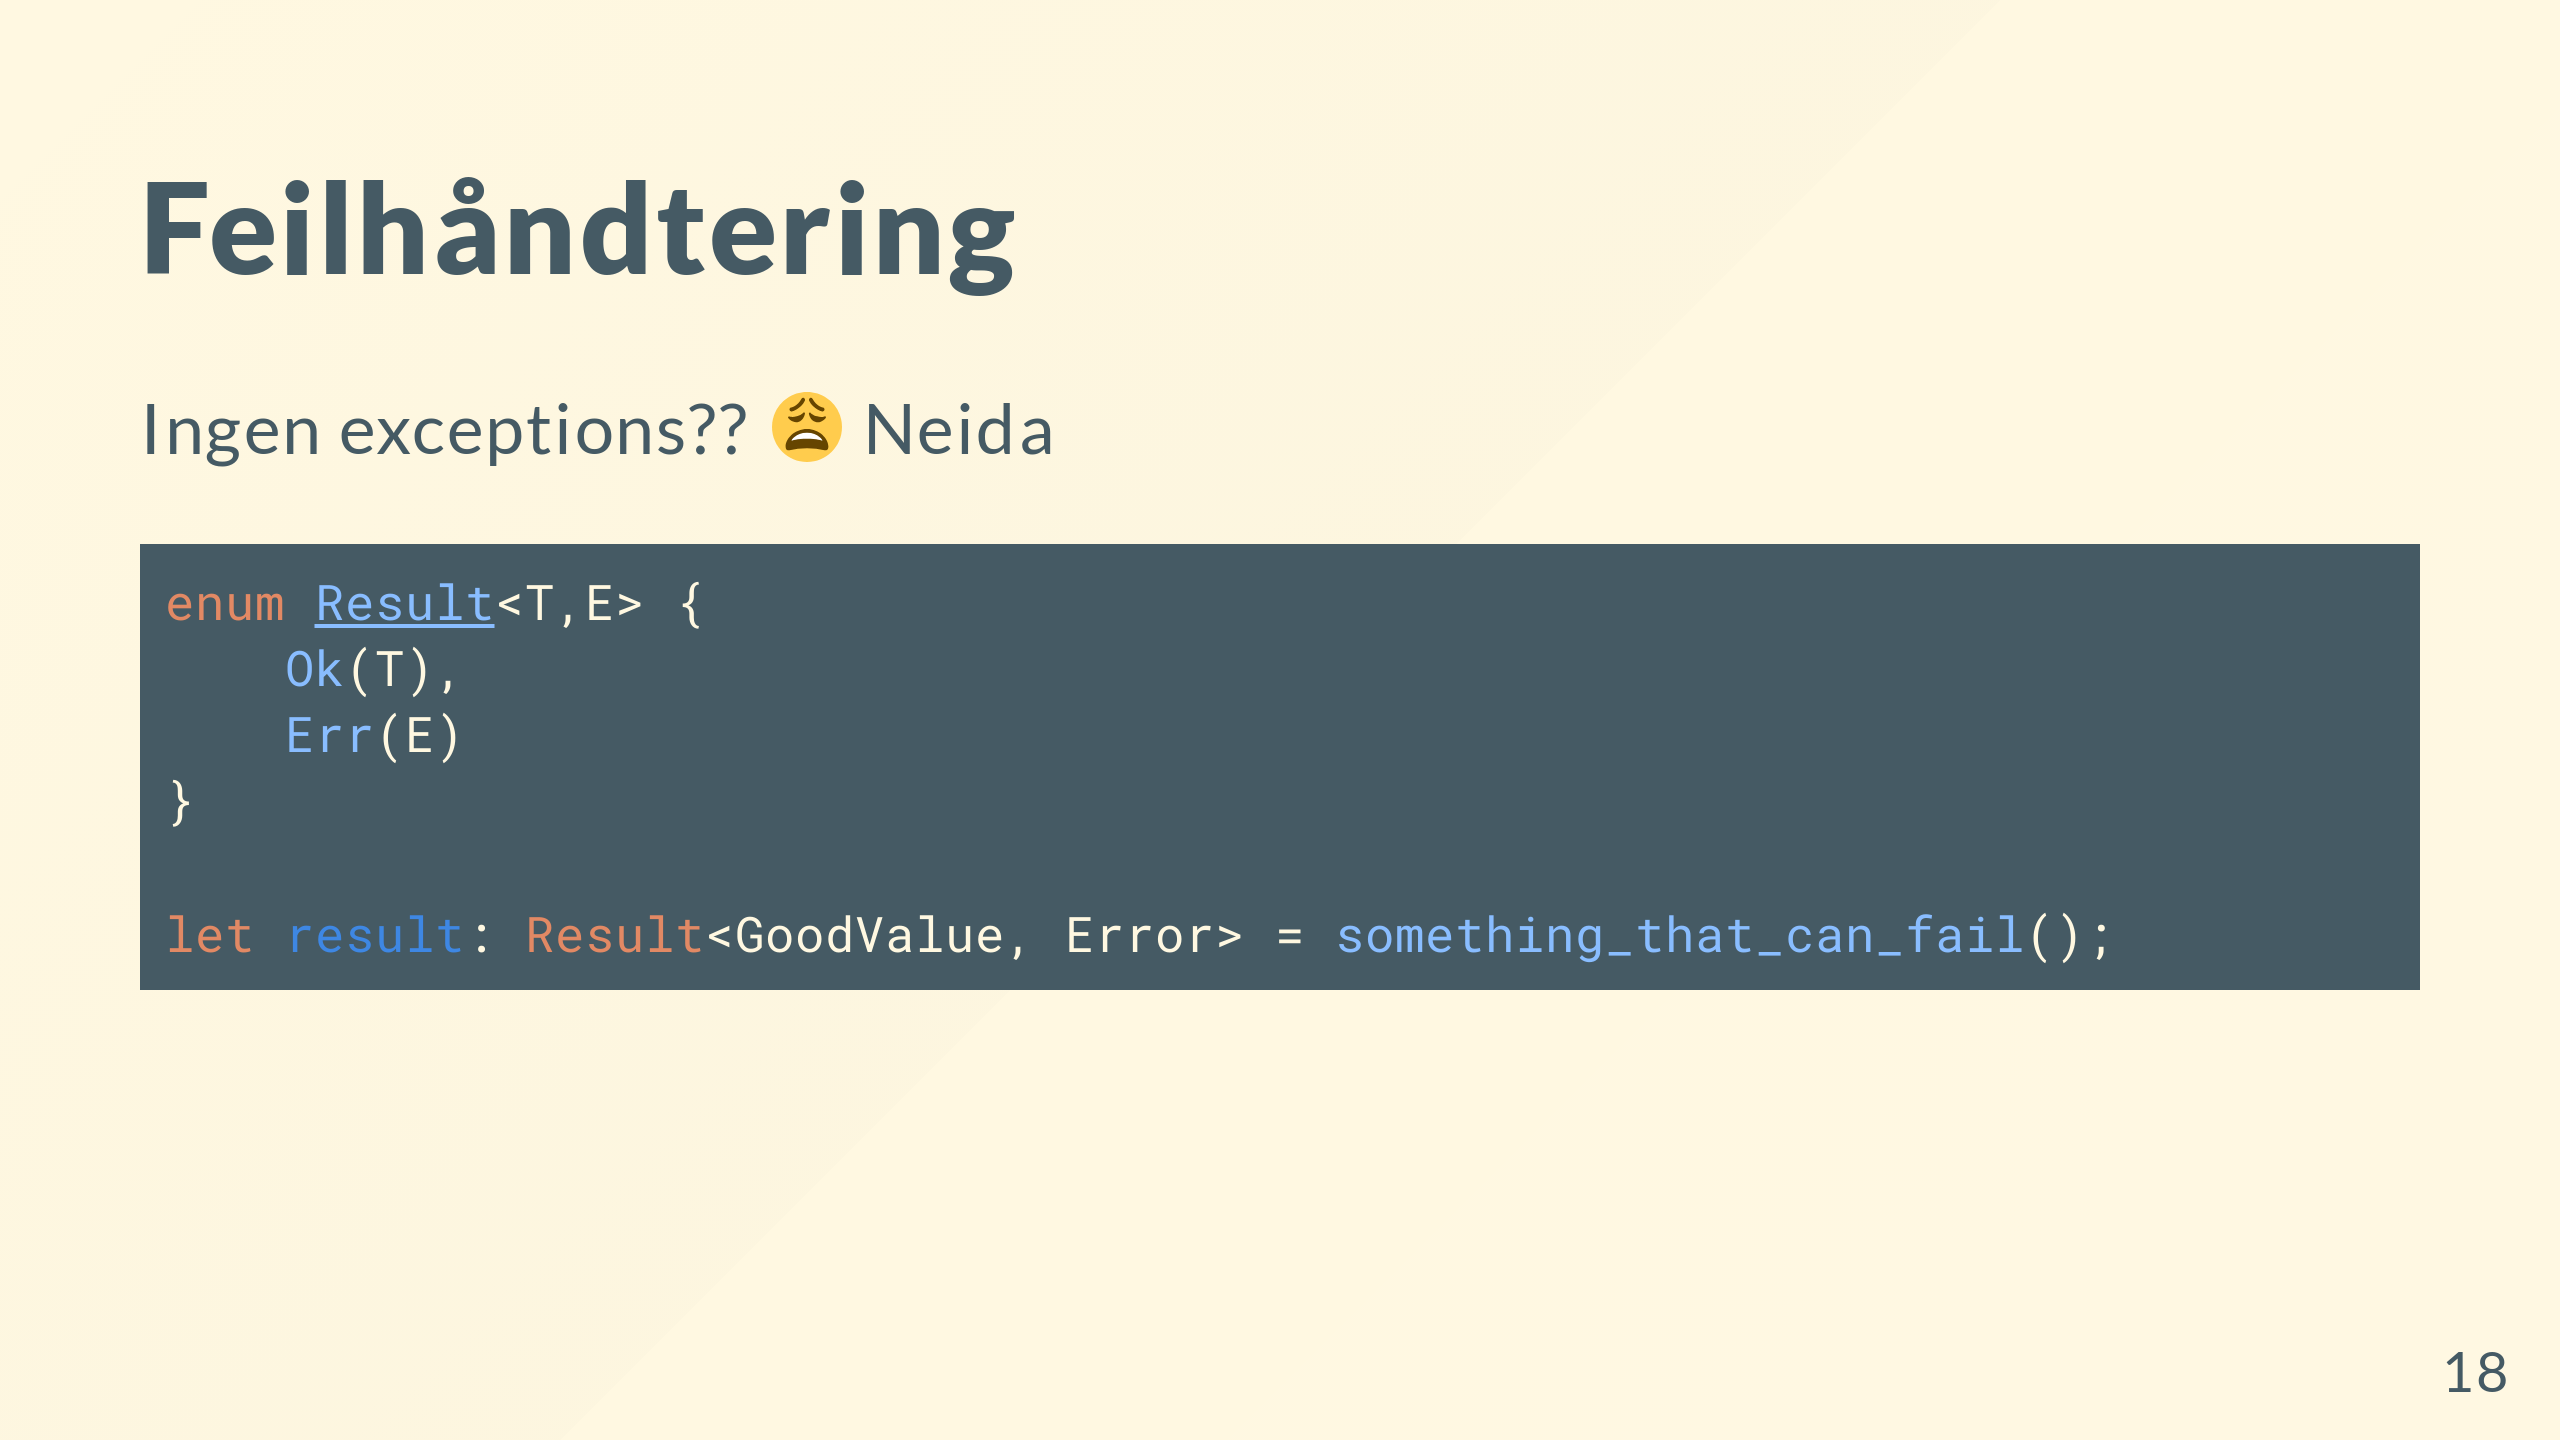 Feilhåndtering
Ingen exceptions?? 😩 Neida
enum Result<T,E> {
    Ok(T),
    Err(E)
}
let result: Result<GoodValue, Error> = something_that_can_fail();
18